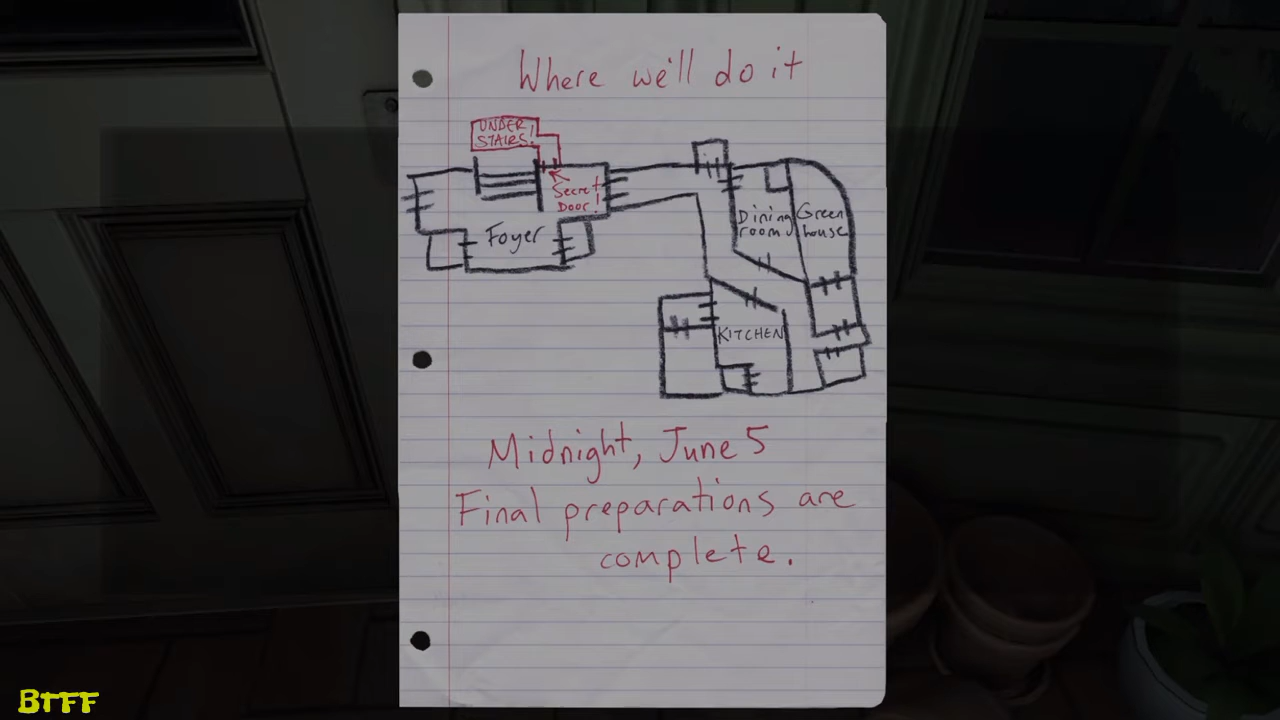 Where we'll do it
UNDER
STAIRS!
Secret
Door!
Foyer
Dining
room
Green
house
KITCHEN
Midnight, June 5
Final preparations are
complete.
BTFF